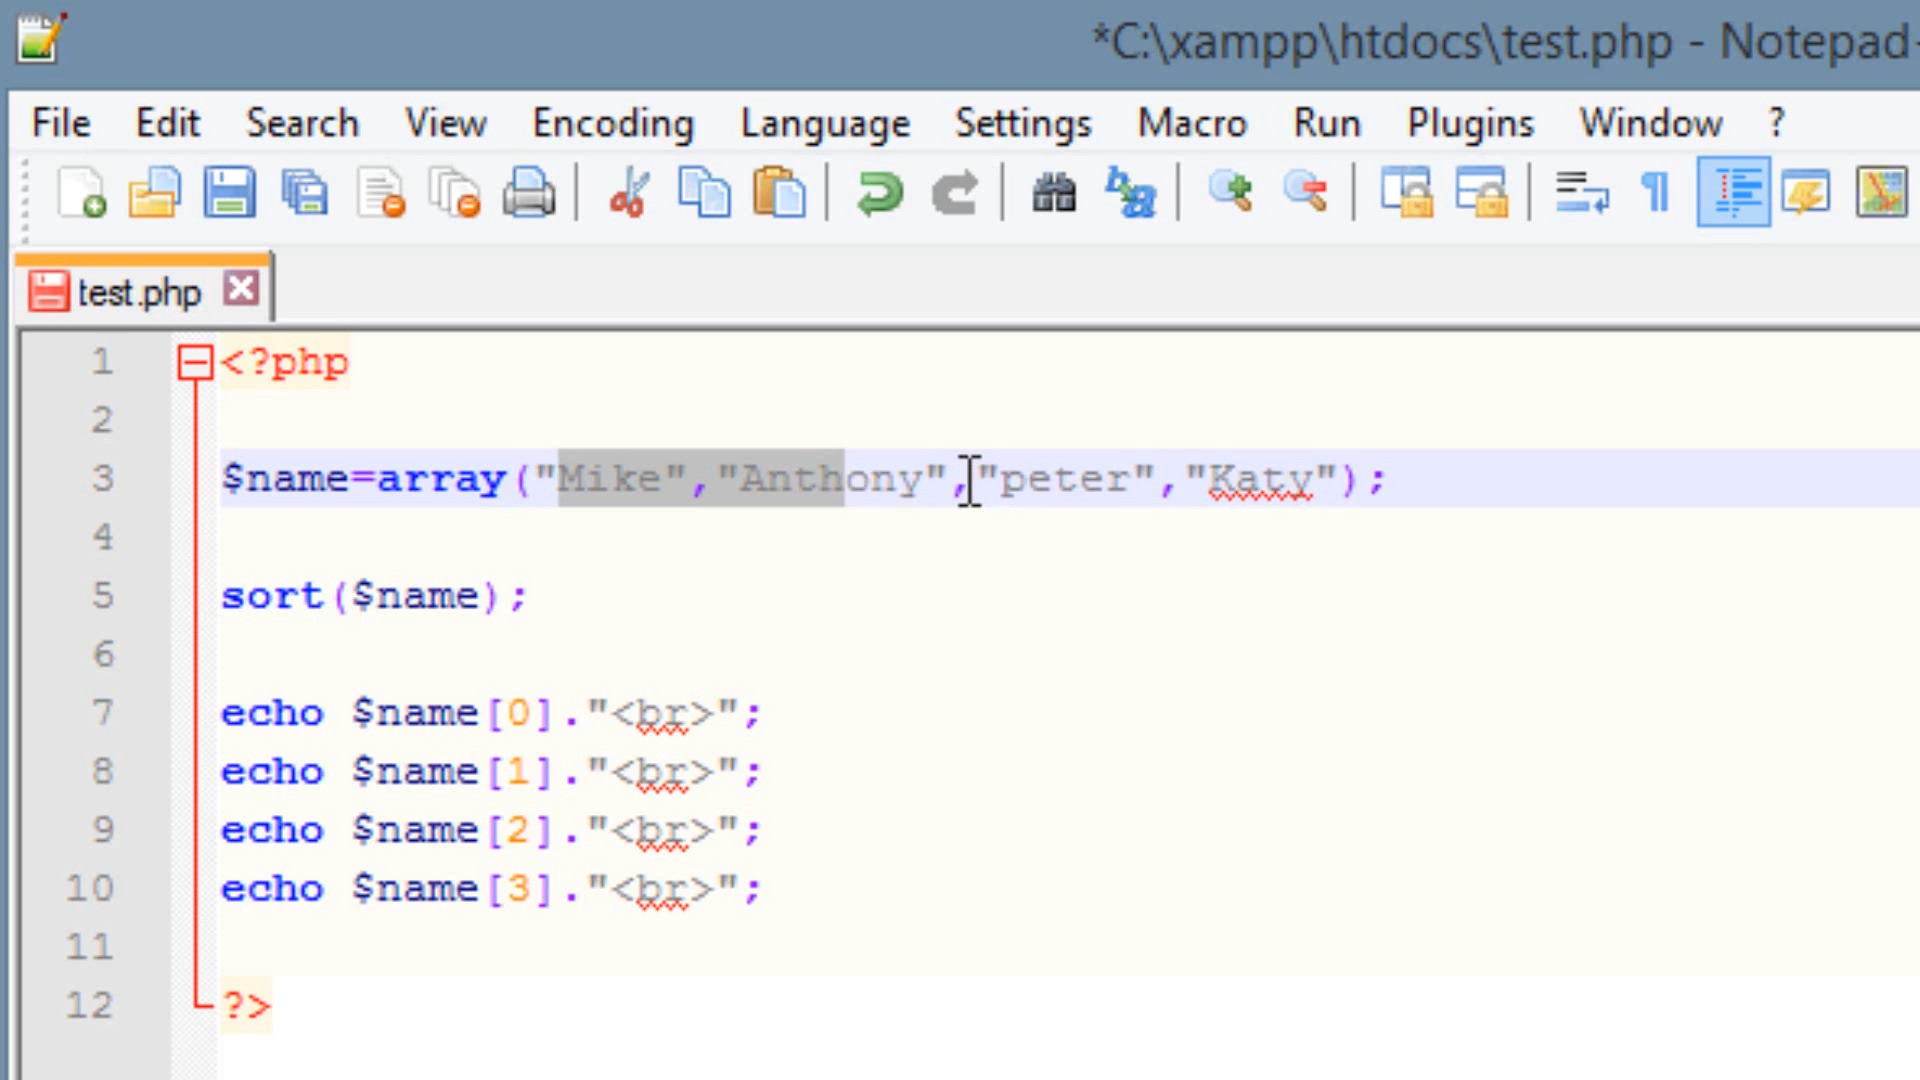 *C:\xampp\htdocs\test.php - Notepad
File Edit Search View Encoding Language Settings Macro Run Plugins Window ?
test.php
1 <?php
2
3 $name=array("Mike","Anthony","peter","Katy");
4
5 sort($name);
6
7 echo $name[0]."<br>";
8 echo $name[1]."<br>";
9 echo $name[2]."<br>";
10 echo $name[3]."<br>";
11
12 ?>